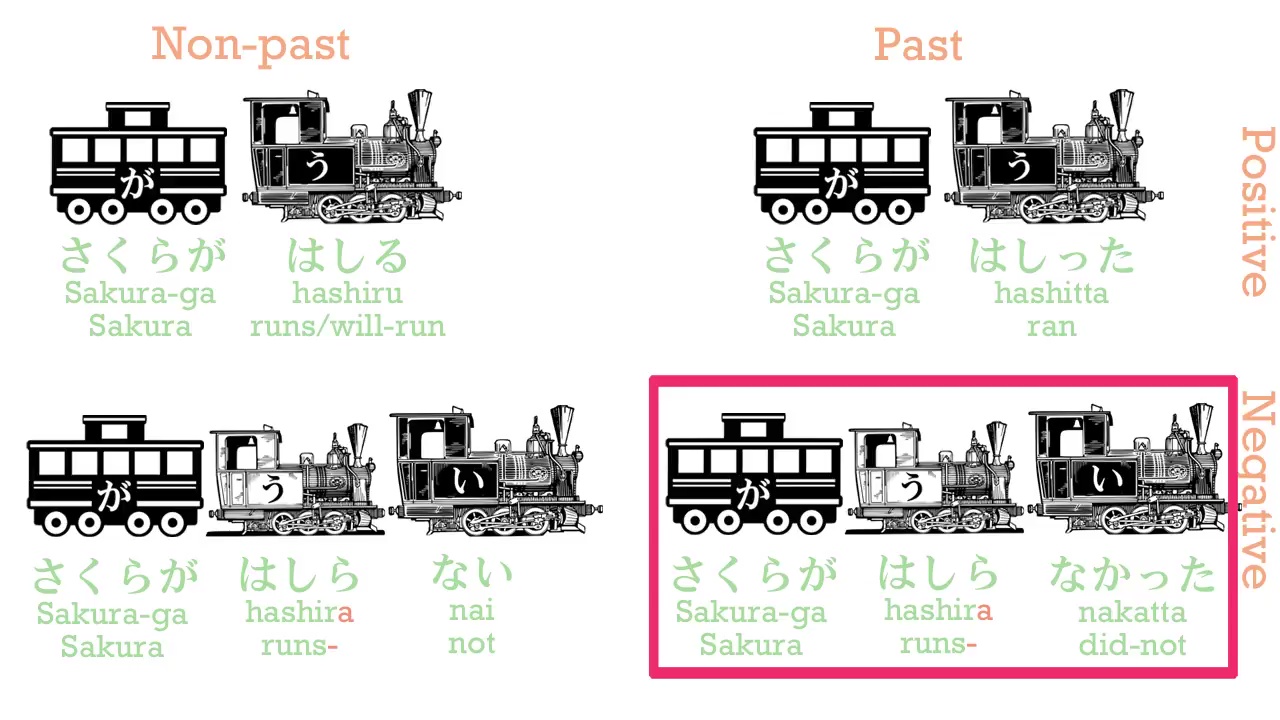 Non-past
Past
が
う
が
う
さくらが はしる
Sakura-ga hashiru
Sakura runs/will-run
さくらが はしった
Sakura-ga hashitta
Sakura ran
Positive
が
う
い
が
う
い
さくらが はしら ない
Sakura-ga hashira nai
Sakura runs- not
さくらが はしら なかった
Sakura-ga hashira nakatta
Sakura runs- did-not
Negative